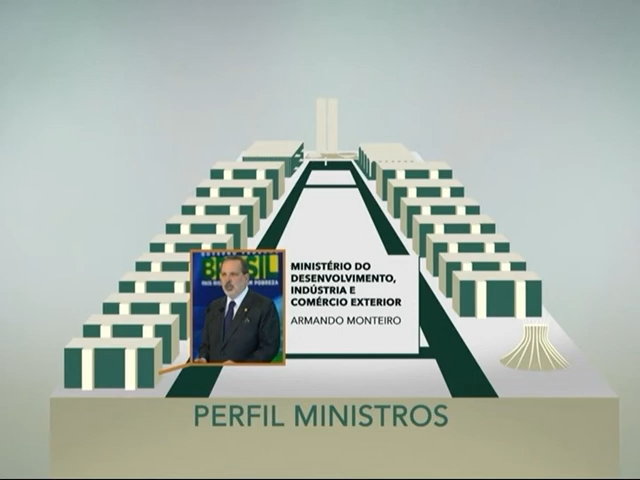 BRASIL
MINISTÉRIO DO
DESENVOLVIMENTO,
INDÚSTRIA E
COMÉRCIO EXTERIOR
ARMANDO MONTEIRO
PERFIL MINISTROS